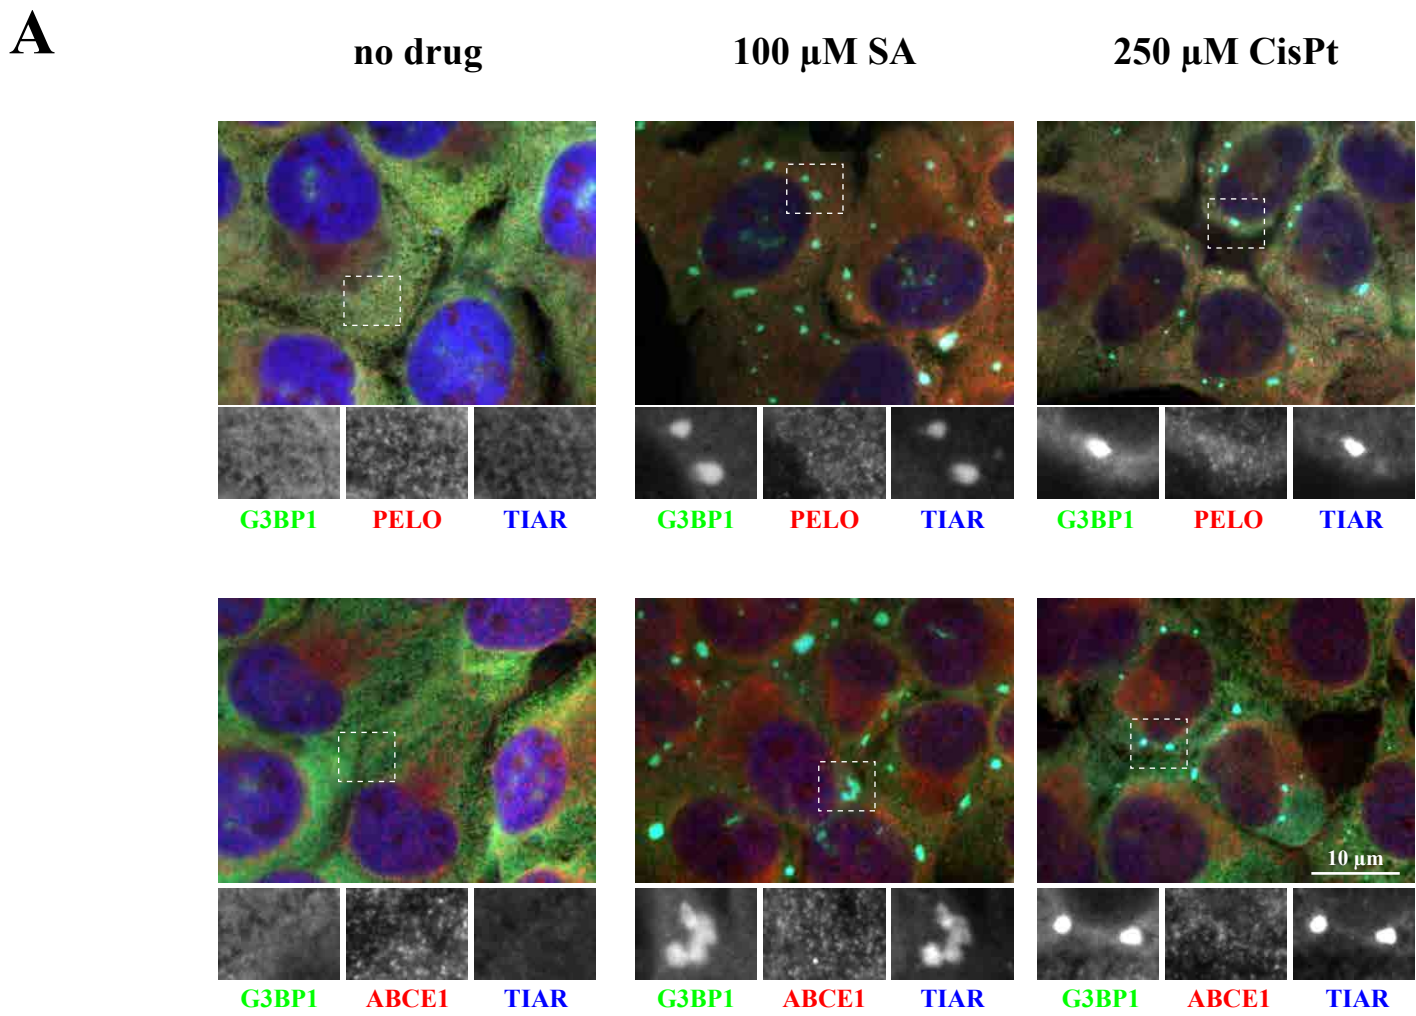 A
no drug 100 μM SA 250 μM CisPt
G3BP1 PELO TIAR G3BP1 PELO TIAR G3BP1 PELO TIAR
10 μm
G3BP1 ABCE1 TIAR G3BP1 ABCE1 TIAR G3BP1 ABCE1 TIAR